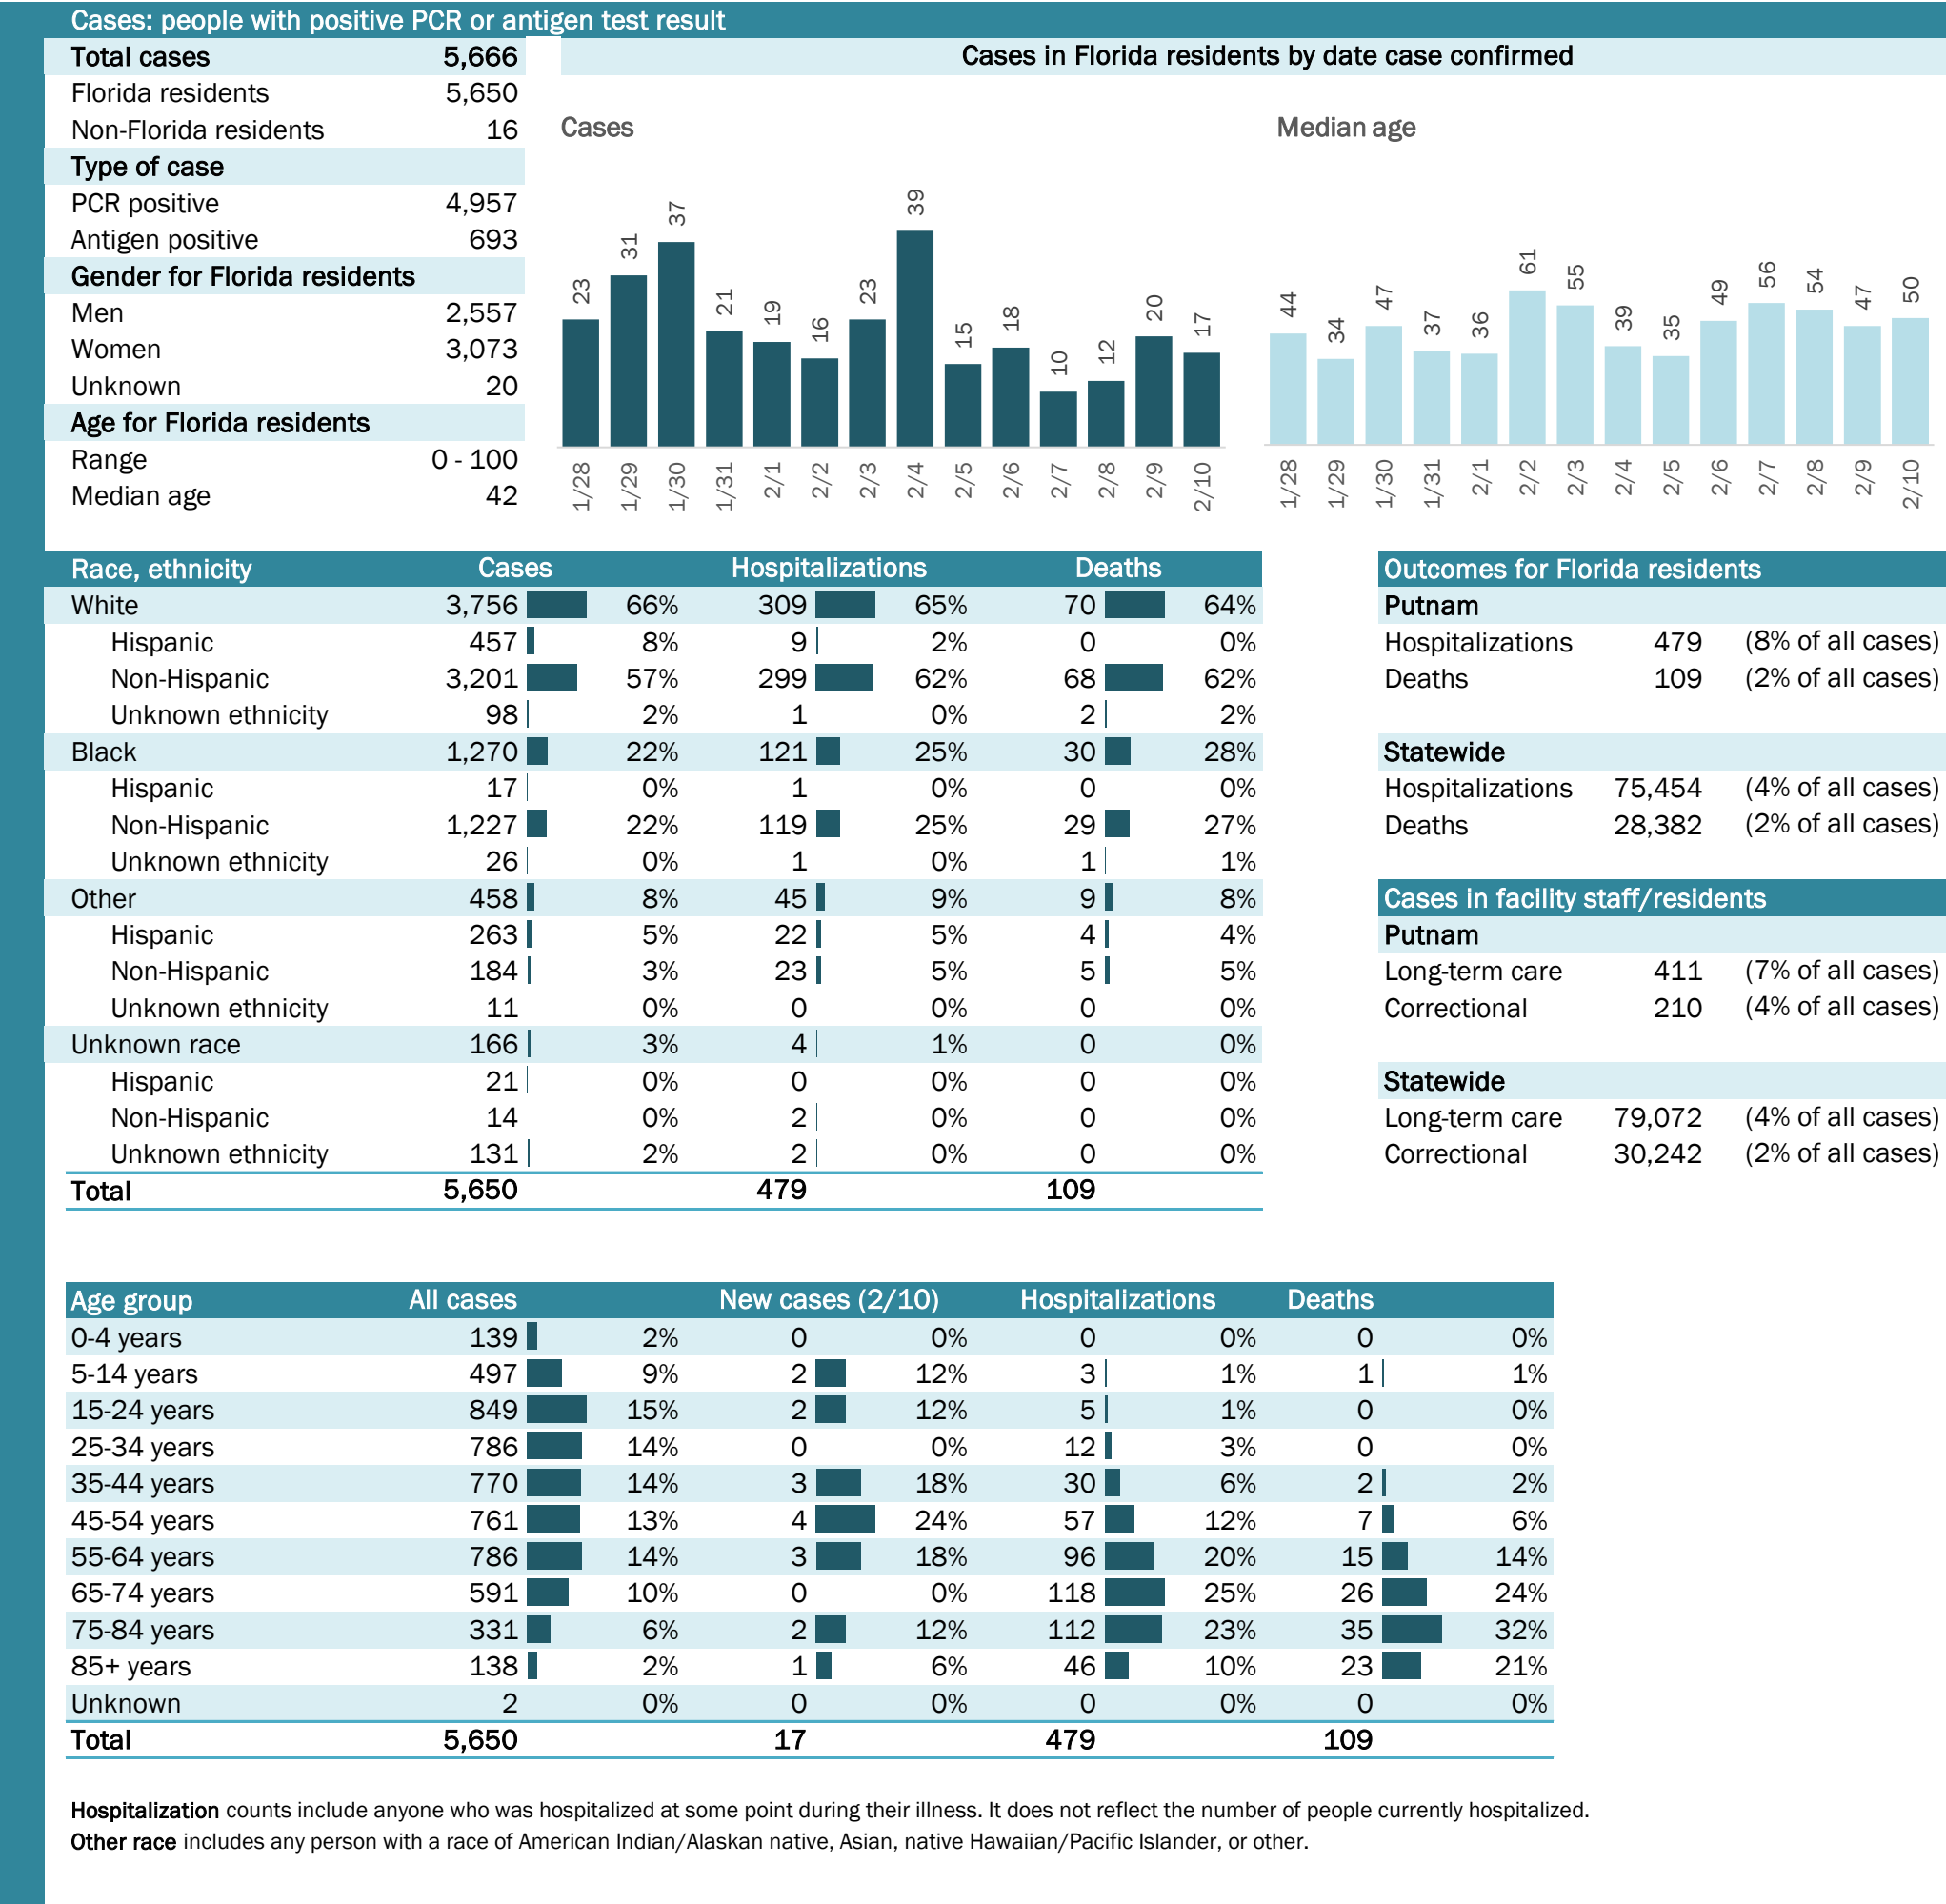 Cases: people with positive PCR or antigen test result
Total cases 5,666
Florida residents 5,650
Non-Florida residents 16
Type of case
PCR positive 4,957
Antigen positive 693
Gender for Florida residents
Men 2,557
Women 3,073
Unknown 20
Age for Florida residents
Range 0 - 100
Median age 42
Cases in Florida residents by date case confirmed
Cases
23 31 37 21 19 16 23 39 15 18 10 12 20 17
1/28 1/29 1/30 1/31 2/1 2/2 2/3 2/4 2/5 2/6 2/7 2/8 2/9 2/10
Median age
44 34 47 37 36 61 55 39 35 49 56 54 47 50
1/28 1/29 1/30 1/31 2/1 2/2 2/3 2/4 2/5 2/6 2/7 2/8 2/9 2/10
Race, ethnicity Cases Hospitalizations Deaths
White 3,756 66% 309 65% 70 64%
Hispanic 457 8% 9 2% 0 0%
Non-Hispanic 3,201 57% 299 62% 68 62%
Unknown ethnicity 98 2% 1 0% 2 2%
Black 1,270 22% 121 25% 30 28%
Hispanic 17 0% 1 0% 0 0%
Non-Hispanic 1,227 22% 119 25% 29 27%
Unknown ethnicity 26 0% 1 0% 1 1%
Other 458 8% 45 9% 9 8%
Hispanic 263 5% 22 5% 4 4%
Non-Hispanic 184 3% 23 5% 5 5%
Unknown ethnicity 11 0% 0 0% 0 0%
Unknown race 166 3% 4 1% 0 0%
Hispanic 21 0% 0 0% 0 0%
Non-Hispanic 14 0% 2 0% 0 0%
Unknown ethnicity 131 2% 2 0% 0 0%
Total 5,650 479 109
Outcomes for Florida residents
Putnam
Hospitalizations 479 (8% of all cases)
Deaths 109 (2% of all cases)
Statewide
Hospitalizations 75,454 (4% of all cases)
Deaths 28,382 (2% of all cases)
Cases in facility staff/residents
Putnam
Long-term care 411 (7% of all cases)
Correctional 210 (4% of all cases)
Statewide
Long-term care 79,072 (4% of all cases)
Correctional 30,242 (2% of all cases)
Age group All cases New cases (2/10) Hospitalizations Deaths
0-4 years 139 2% 0 0% 0 0% 0 0%
5-14 years 497 9% 2 12% 3 1% 1 1%
15-24 years 849 15% 2 12% 5 1% 0 0%
25-34 years 786 14% 0 0% 12 3% 0 0%
35-44 years 770 14% 3 18% 30 6% 2 2%
45-54 years 761 13% 4 24% 57 12% 7 6%
55-64 years 786 14% 3 18% 96 20% 15 14%
65-74 years 591 10% 0 0% 118 25% 26 24%
75-84 years 331 6% 2 12% 112 23% 35 32%
85+ years 138 2% 1 6% 46 10% 23 21%
Unknown 2 0% 0 0% 0 0% 0 0%
Total 5,650 17 479 109
Hospitalization counts include anyone who was hospitalized at some point during their illness. It does not reflect the number of people currently hospitalized.
Other race includes any person with a race of American Indian/Alaskan native, Asian, native Hawaiian/Pacific Islander, or other.